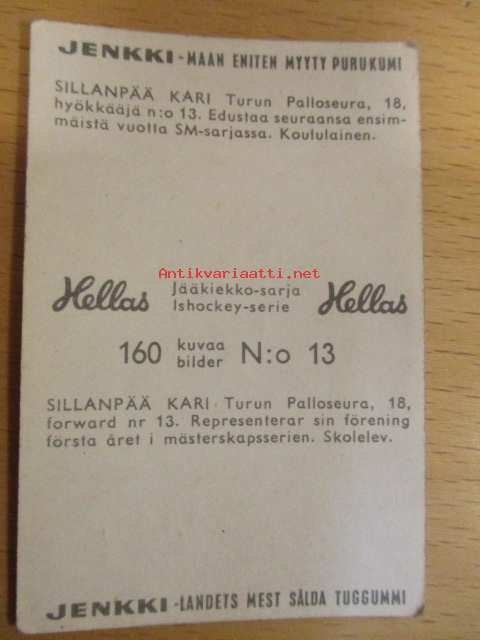 JENKKI - MAAN ENITEN MYYTY PURUKUMI
SILLANPÄÄ KARI Turun Palloseura, 18,
hyökkääjä n:o 13. Edustaa seuraansa ensim-
mäistä vuotta SM-sarjassa. Koululainen.
Antikvariaatti.net
Hellas Jääkiekko-sarja Hellas
Ishockey-serie
160 kuvaa N:o 13
bilder
SILLANPÄÄ KARI Turun Palloseura, 18,
forward nr 13. Representerar sin förening
första året i mästerskapsserien. Skolelev.
JENKKI - LANDETS MEST SÅLDA TUGGUMMI